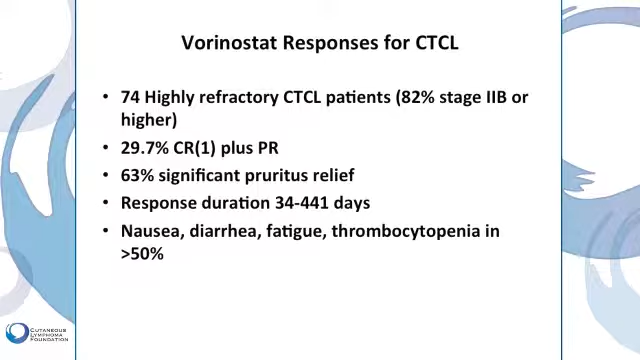 Vorinostat Responses for CTCL
• 74 Highly refractory CTCL patients (82% stage IIB or
higher)
• 29.7% CR(1) plus PR
• 63% significant pruritus relief
• Response duration 34-441 days
• Nausea, diarrhea, fatigue, thrombocytopenia in
>50%
CUTANEOUS
LYMPHOMA
FOUNDATION